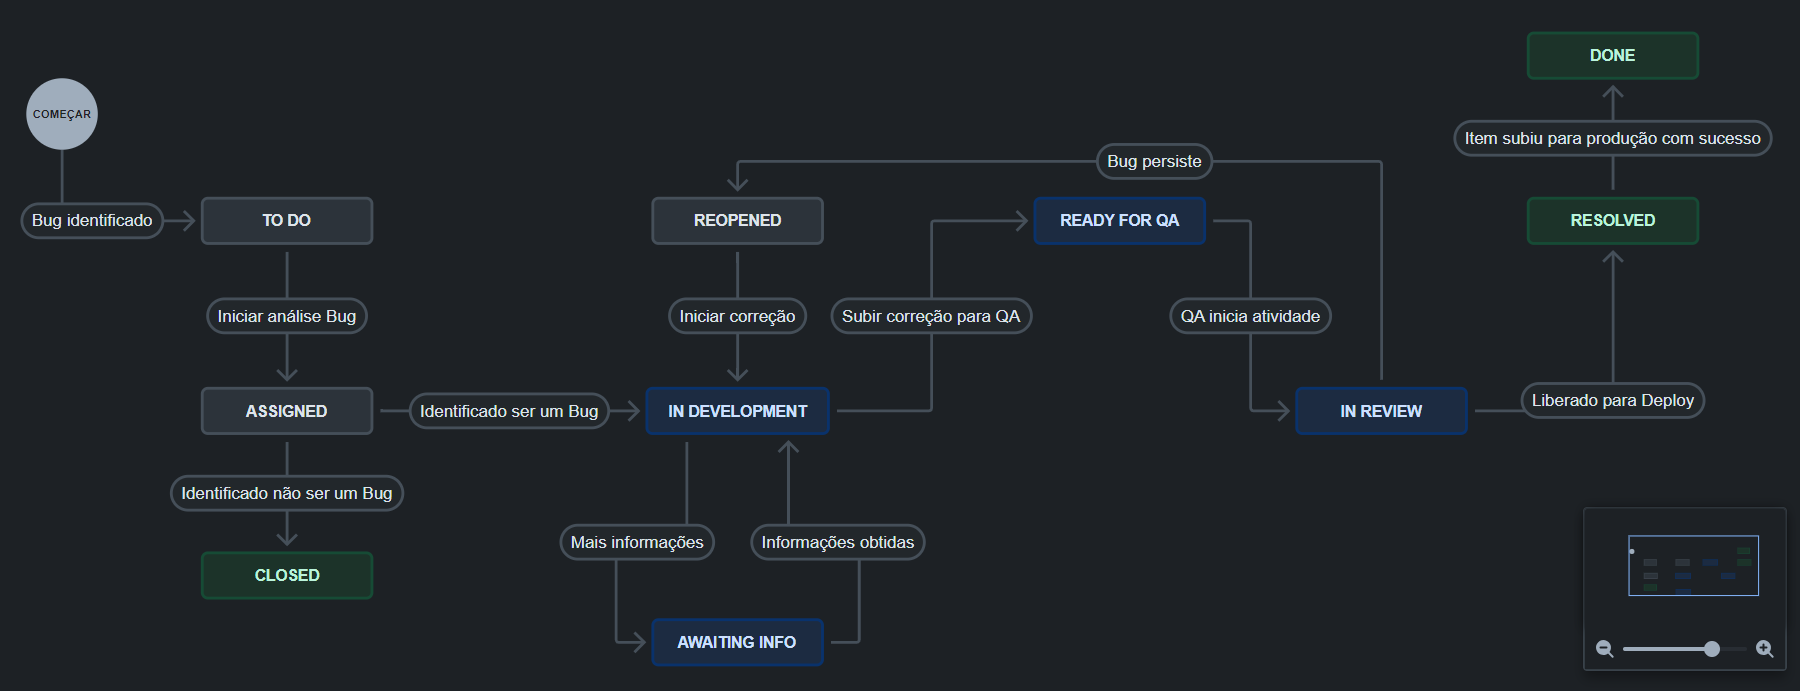 DONE
COMEÇAR
Item subiu para produção com sucesso
Bug persiste
Bug identificado
TO DO
REOPENED
READY FOR QA
RESOLVED
Iniciar análise Bug
Iniciar correção
Subir correção para QA
QA inicia atividade
ASSIGNED
Identificado ser um Bug
IN DEVELOPMENT
IN REVIEW
Liberado para Deploy
Identificado não ser um Bug
Mais informações
Informações obtidas
CLOSED
AWAITING INFO